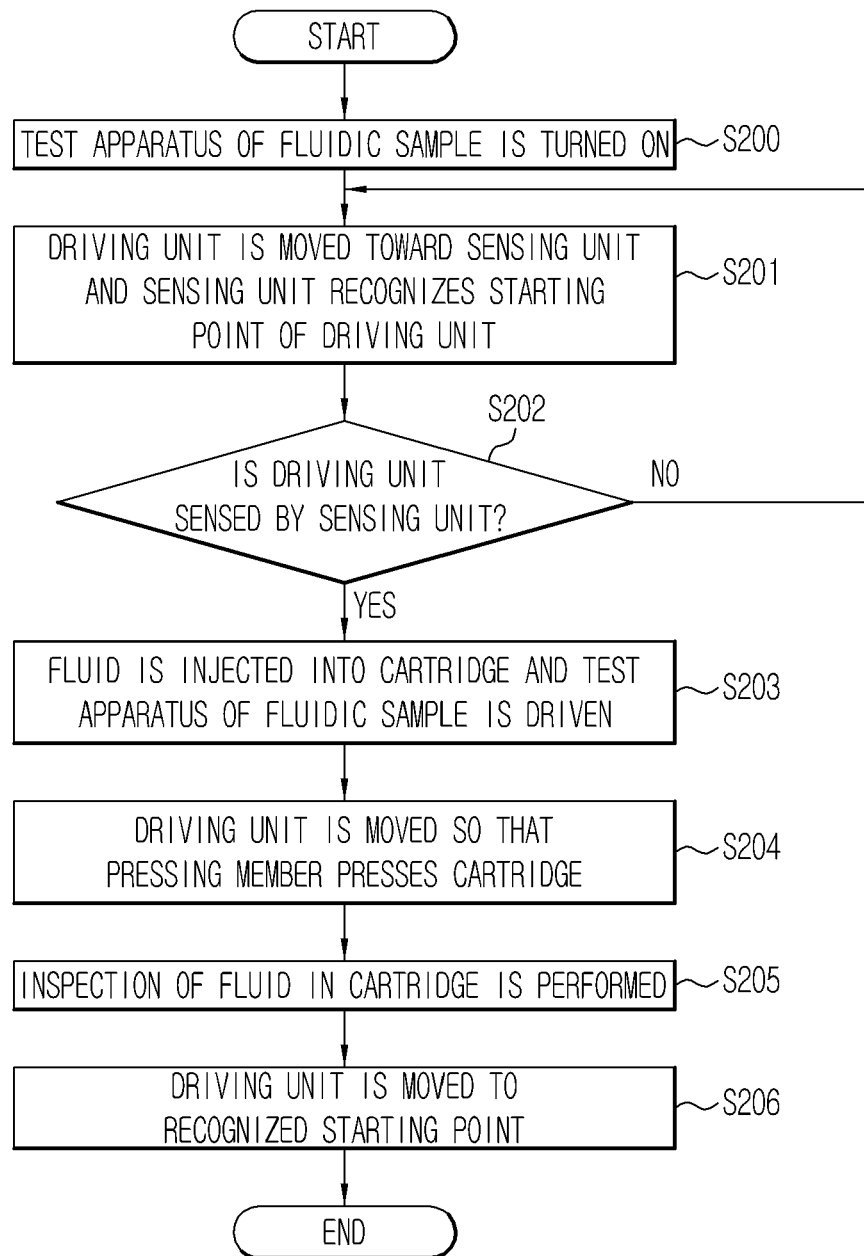 START
TEST APPARATUS OF FLUIDIC SAMPLE IS TURNED ON
S200
DRIVING UNIT IS MOVED TOWARD SENSING UNIT
AND SENSING UNIT RECOGNIZES STARTING
POINT OF DRIVING UNIT
S201
S202
IS DRIVING UNIT
SENSED BY SENSING UNIT?
NO
YES
FLUID IS INJECTED INTO CARTRIDGE AND TEST
APPARATUS OF FLUIDIC SAMPLE IS DRIVEN
S203
DRIVING UNIT IS MOVED SO THAT
PRESSING MEMBER PRESSES CARTRIDGE
S204
INSPECTION OF FLUID IN CARTRIDGE IS PERFORMED
S205
DRIVING UNIT IS MOVED TO
RECOGNIZED STARTING POINT
S206
END